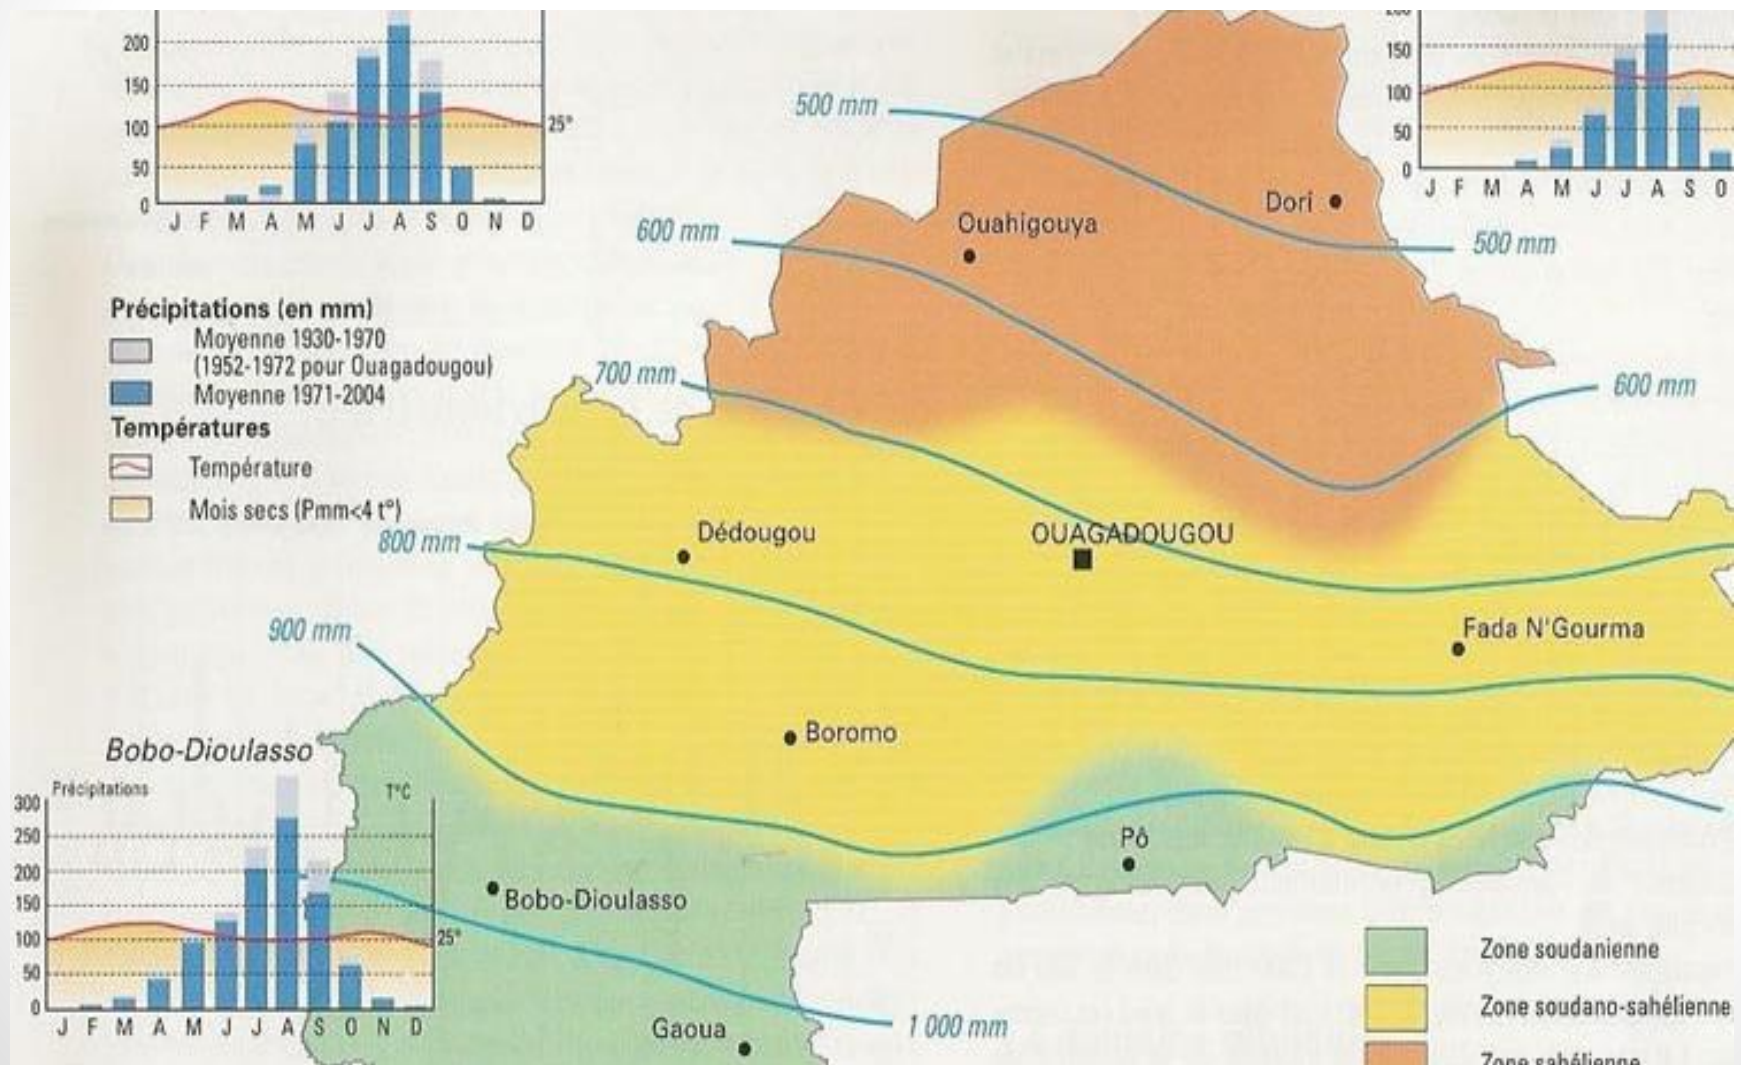 200
150
100
50
0
25°
J F M A M J J A S O N D
150
100
50
0
J F M A M J J A S O
500 mm
Dori
Ouahigouya
600 mm
500 mm
Précipitations (en mm)
Moyenne 1930-1970
(1952-1972 pour Ouagadougou)
Moyenne 1971-2004
Températures
Température
Mois secs (Pmm<4 t°)
700 mm
600 mm
Dédougou
OUAGADOUGOU
800 mm
900 mm
Fada N'Gourma
Boromo
Bobo-Dioulasso
Précipitations
T°C
300
250
200
150
100
50
0
25°
J F M A M J J A S O N D
Pô
Bobo-Dioulasso
Gaoua
1 000 mm
Zone soudanienne
Zone soudano-sahélienne
Zone sahélienne